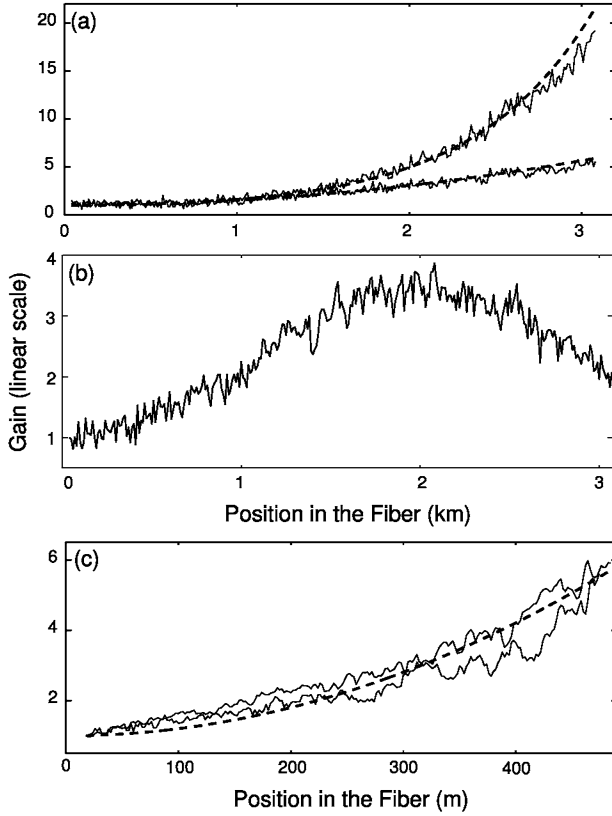 (a)
20
15
10
5
0
0 1 2 3
(b)
4
3
2
1
0 1 2 3
Gain (linear scale)
Position in the Fiber (km)
(c)
6
4
2
0 100 200 300 400
Position in the Fiber (m)